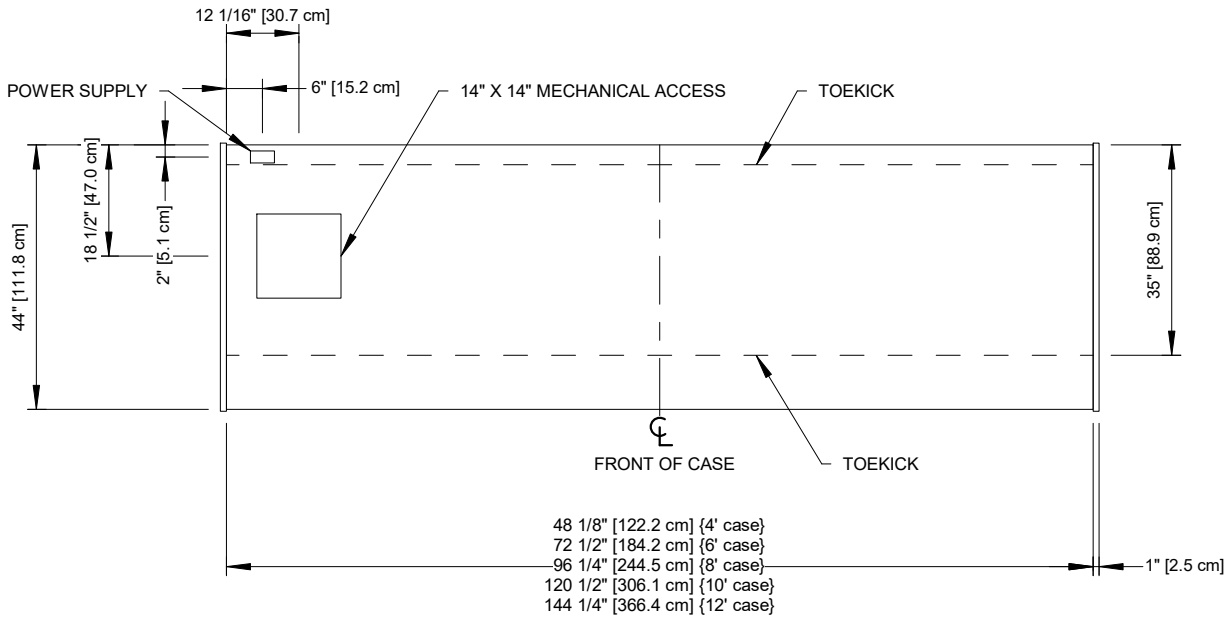 12 1/16" [30.7 cm]
6" [15.2 cm]
POWER SUPPLY
14" X 14" MECHANICAL ACCESS
TOEKICK
44" [111.8 cm]
18 1/2" [47.0 cm]
2" [5.1 cm]
35" [88.9 cm]
℄
FRONT OF CASE
TOEKICK
48 1/8" [122.2 cm] {4' case}
72 1/2" [184.2 cm] {6' case}
96 1/4" [244.5 cm] {8' case}
120 1/2" [306.1 cm] {10' case}
144 1/4" [366.4 cm] {12' case}
1" [2.5 cm]